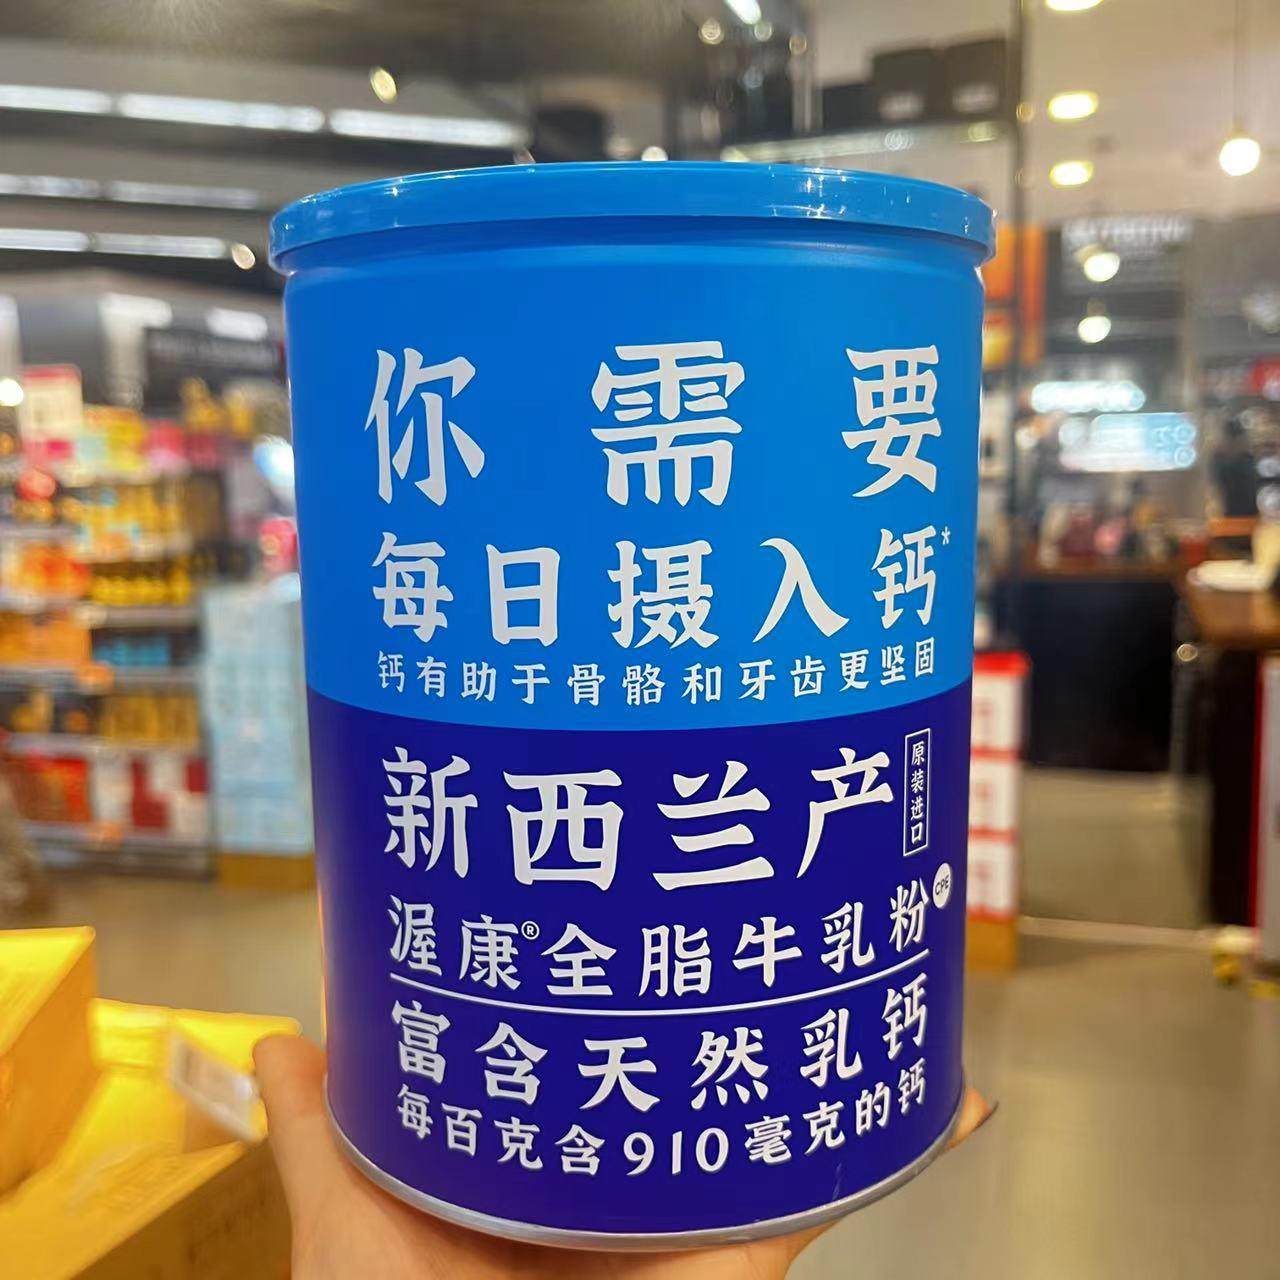 你需要
每日摄入钙*
钙有助于骨骼和牙齿更坚固
新西兰产
原装进口
渥康®全脂牛乳粉
CPE
富含天然乳钙
每百克含910毫克的钙